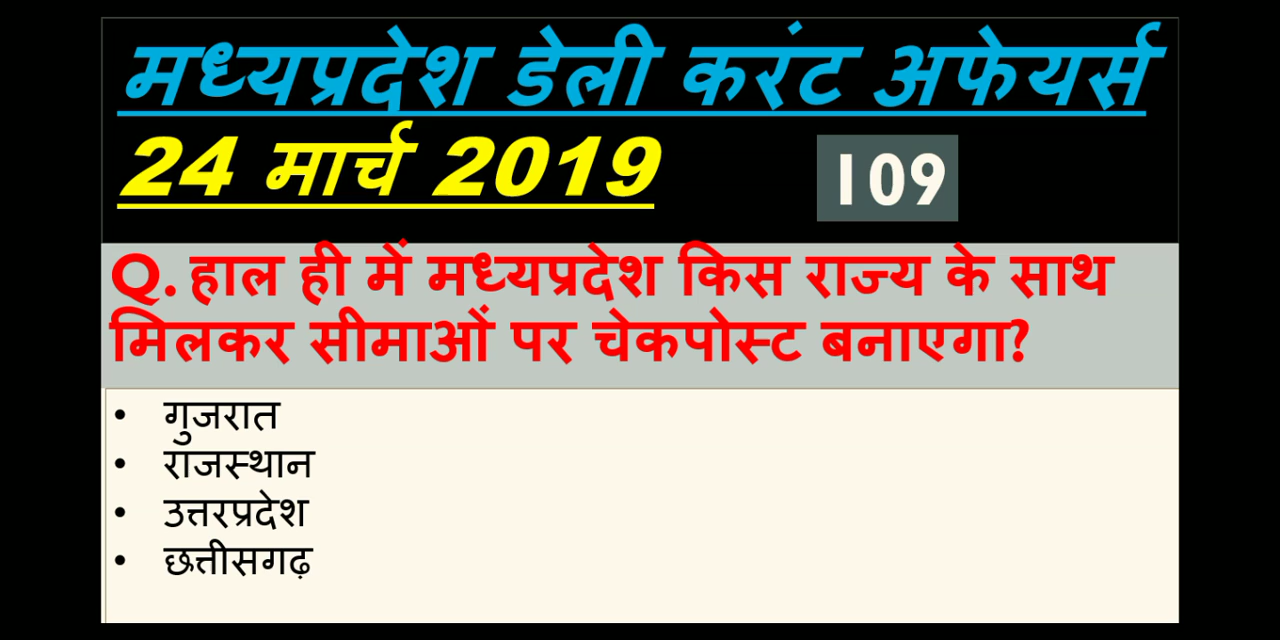 मध्यप्रदेश डेली करंट अफेयर्स
24 मार्च 2019
109
Q. हाल ही में मध्यप्रदेश किस राज्य के साथ
मिलकर सीमाओं पर चेकपोस्ट बनाएगा?
• गुजरात
• राजस्थान
• उत्तरप्रदेश
• छत्तीसगढ़